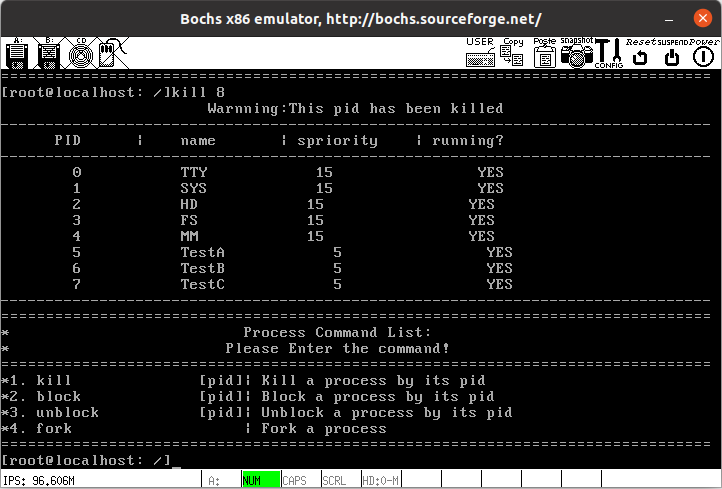 Bochs x86 emulator, http://bochs.sourceforge.net/
A: B: CD USER Copy Paste snapshot CONFIG Reset SUSPEND Power
================================================================================
[root@localhost: /]kill 8
Warnning:This pid has been killed
--------------------------------------------------------------------------------
PID | name | spriority | running?
--------------------------------------------------------------------------------
0 TTY 15 YES
1 SYS 15 YES
2 HD 15 YES
3 FS 15 YES
4 MM 15 YES
5 TestA 5 YES
6 TestB 5 YES
7 TestC 5 YES
--------------------------------------------------------------------------------
================================================================================
* Process Command List:
* Please Enter the command!
--------------------------------------------------------------------------------
*1. kill [pid]| Kill a process by its pid
*2. block [pid]| Block a process by its pid
*3. unblock [pid]| Unblock a process by its pid
*4. fork | Fork a process
================================================================================
[root@localhost: /]_
IPS: 96.606M A: NUM CAPS SCRL HD:0-M